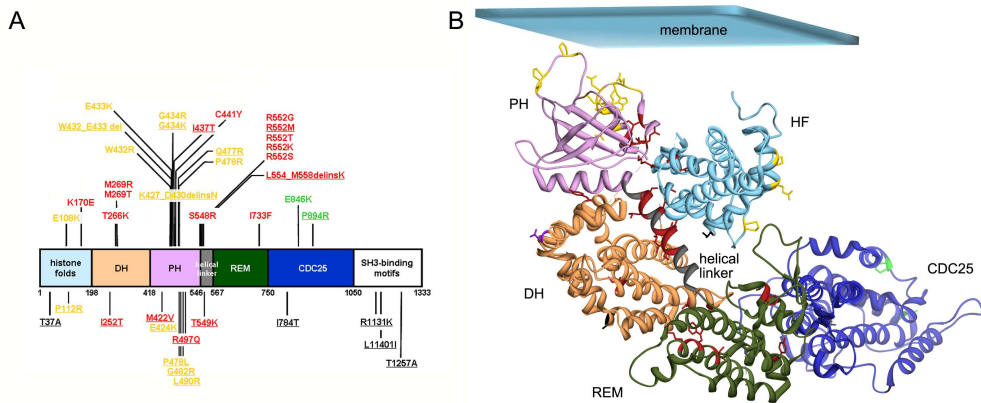 A
E433K
W432_E433 del
W432R
G434R
G434K
C441Y
I437T
Q477R
P478R
K427_D430delinsN
R552G
R552M
R552T
R552K
R552S
L554_M558delinsK
K170E
E108K
M269R
M269T
T266K
S548R
I733F
E846K
P894R
histone folds
DH
PH
helical linker
REM
CDC25
SH3-binding motifs
1
198
418
546
567
750
1050
1333
P112R
T37A
I252T
M422V
E424K
R497Q
P478L
G482R
L490R
T549K
I784T
R1131K
L11401I
T1257A
B
membrane
PH
HF
helical
linker
DH
CDC25
REM